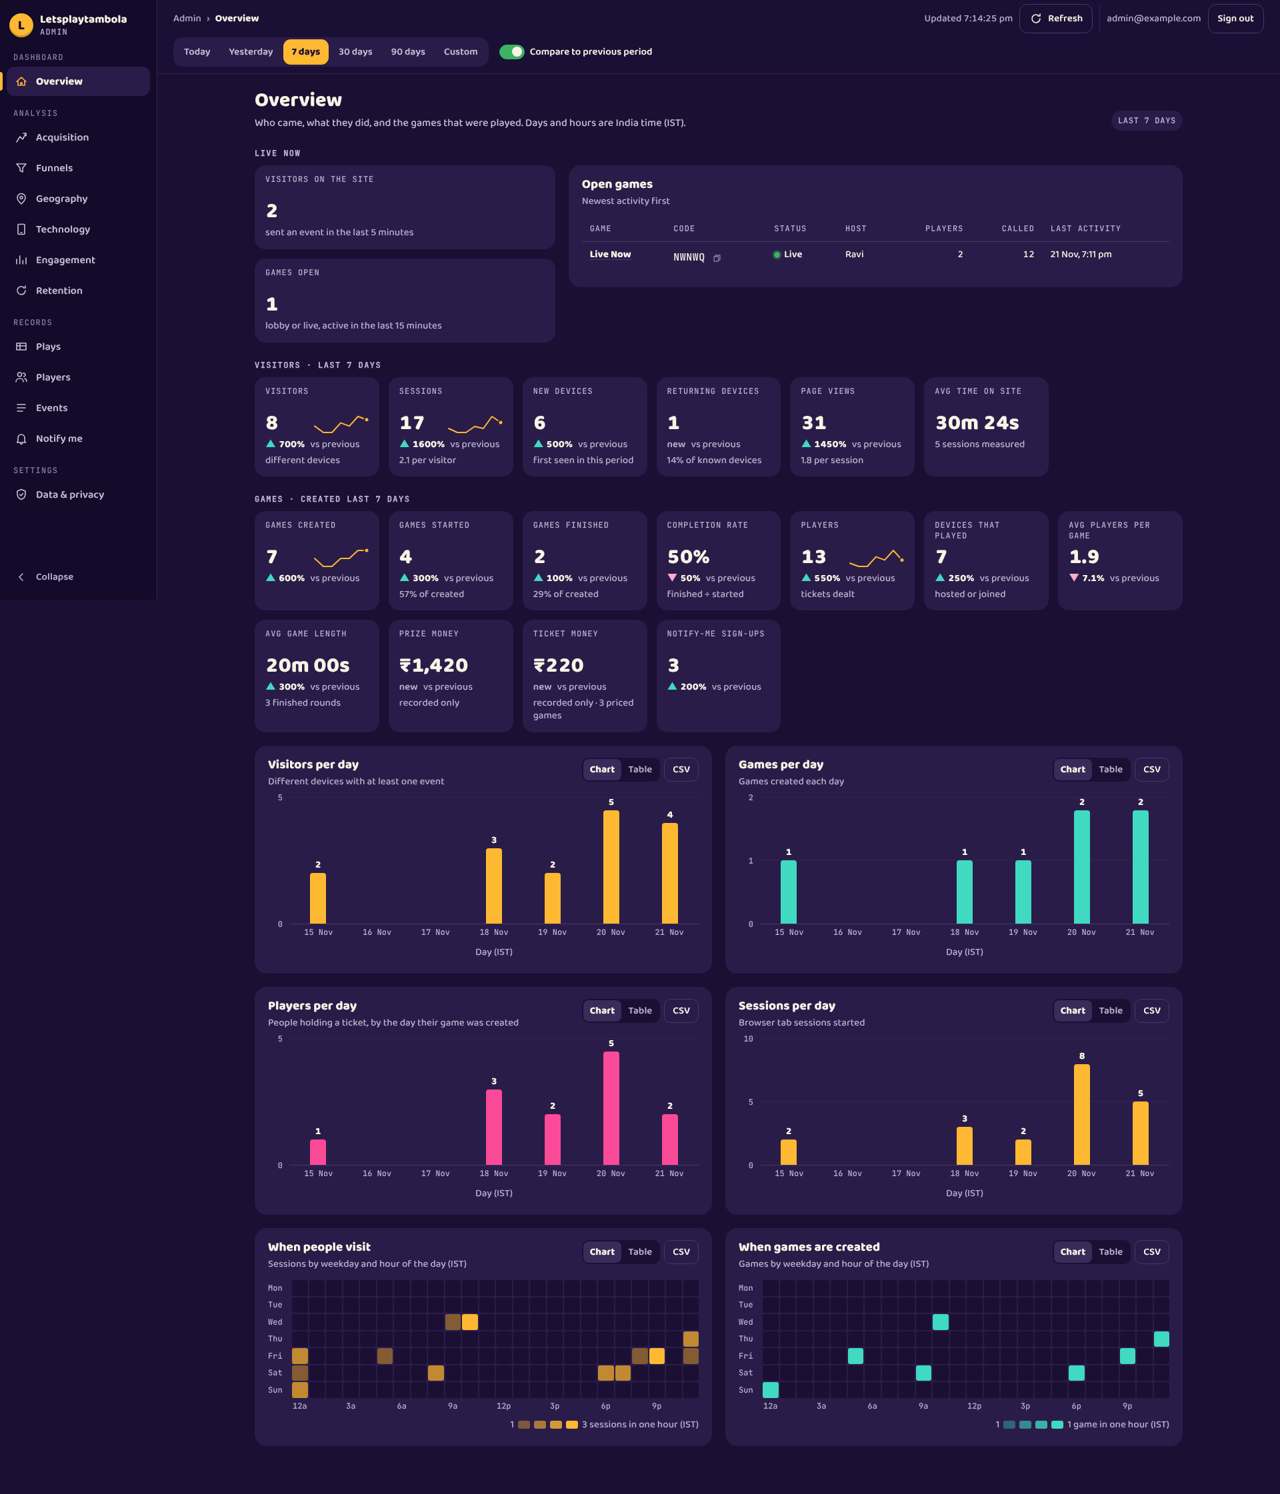 Letsplaytambola
ADMIN
DASHBOARD
Overview
ANALYSIS
Acquisition
Funnels
Geography
Technology
Engagement
Retention
RECORDS
Plays
Players
Events
Notify me
SETTINGS
Data & privacy
Collapse
Admin › Overview
Updated 7:14:25 pm
Refresh
admin@example.com
Sign out
Today Yesterday 7 days 30 days 90 days Custom
Compare to previous period
Overview
Who came, what they did, and the games that were played. Days and hours are India time (IST).
LAST 7 DAYS
LIVE NOW
VISITORS ON THE SITE
2
sent an event in the last 5 minutes
GAMES OPEN
1
lobby or live, active in the last 15 minutes
Open games
Newest activity first
GAME CODE STATUS HOST PLAYERS CALLED LAST ACTIVITY
Live Now NWNWQ Live Ravi 2 12 21 Nov, 7:11 pm
VISITORS · LAST 7 DAYS
VISITORS
8
700% vs previous
different devices
SESSIONS
17
1600% vs previous
2.1 per visitor
NEW DEVICES
6
500% vs previous
first seen in this period
RETURNING DEVICES
1
new vs previous
14% of known devices
PAGE VIEWS
31
1450% vs previous
1.8 per session
AVG TIME ON SITE
30m 24s
5 sessions measured
GAMES · CREATED LAST 7 DAYS
GAMES CREATED
7
600% vs previous
GAMES STARTED
4
300% vs previous
57% of created
GAMES FINISHED
2
100% vs previous
29% of created
COMPLETION RATE
50%
50% vs previous
finished ÷ started
PLAYERS
13
550% vs previous
tickets dealt
DEVICES THAT
PLAYED
7
250% vs previous
hosted or joined
AVG PLAYERS PER
GAME
1.9
7.1% vs previous
AVG GAME LENGTH
20m 00s
300% vs previous
3 finished rounds
PRIZE MONEY
₹1,420
new vs previous
recorded only
TICKET MONEY
₹220
new vs previous
recorded only · 3 priced
games
NOTIFY-ME SIGN-UPS
3
200% vs previous
Visitors per day
Different devices with at least one event
Chart Table CSV
5
0
2
3
2
5
4
15 Nov 16 Nov 17 Nov 18 Nov 19 Nov 20 Nov 21 Nov
Day (IST)
Games per day
Games created each day
Chart Table CSV
2
1
0
1
1
1
2
2
15 Nov 16 Nov 17 Nov 18 Nov 19 Nov 20 Nov 21 Nov
Day (IST)
Players per day
People holding a ticket, by the day their game was created
Chart Table CSV
5
0
1
3
2
5
2
15 Nov 16 Nov 17 Nov 18 Nov 19 Nov 20 Nov 21 Nov
Day (IST)
Sessions per day
Browser tab sessions started
Chart Table CSV
10
5
0
2
3
2
8
5
15 Nov 16 Nov 17 Nov 18 Nov 19 Nov 20 Nov 21 Nov
Day (IST)
When people visit
Sessions by weekday and hour of the day (IST)
Chart Table CSV
Mon
Tue
Wed
Thu
Fri
Sat
Sun
12a 3a 6a 9a 12p 3p 6p 9p
1 3 sessions in one hour (IST)
When games are created
Games by weekday and hour of the day (IST)
Chart Table CSV
Mon
Tue
Wed
Thu
Fri
Sat
Sun
12a 3a 6a 9a 12p 3p 6p 9p
1 1 game in one hour (IST)